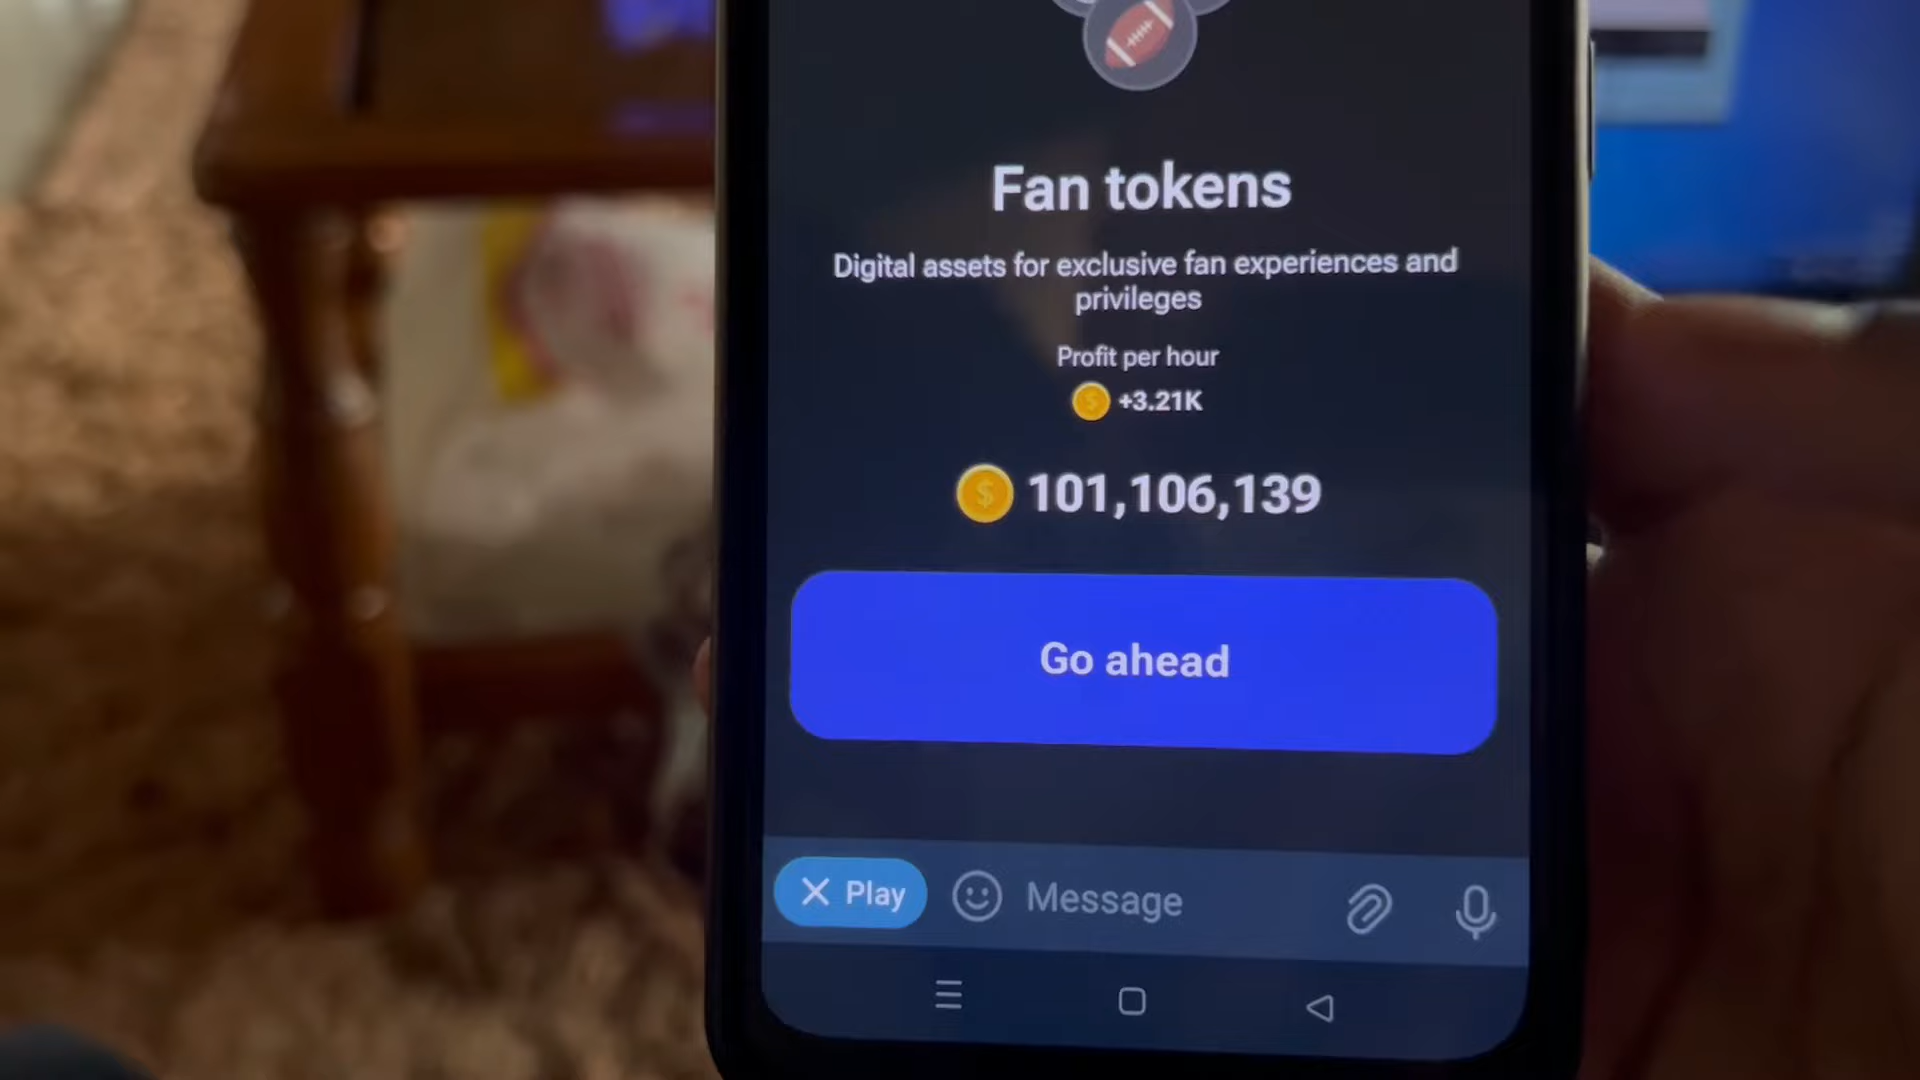 Fan tokens
Digital assets for exclusive fan experiences and
privileges
Profit per hour
+3.21K
101,106,139
Go ahead
Play
Message